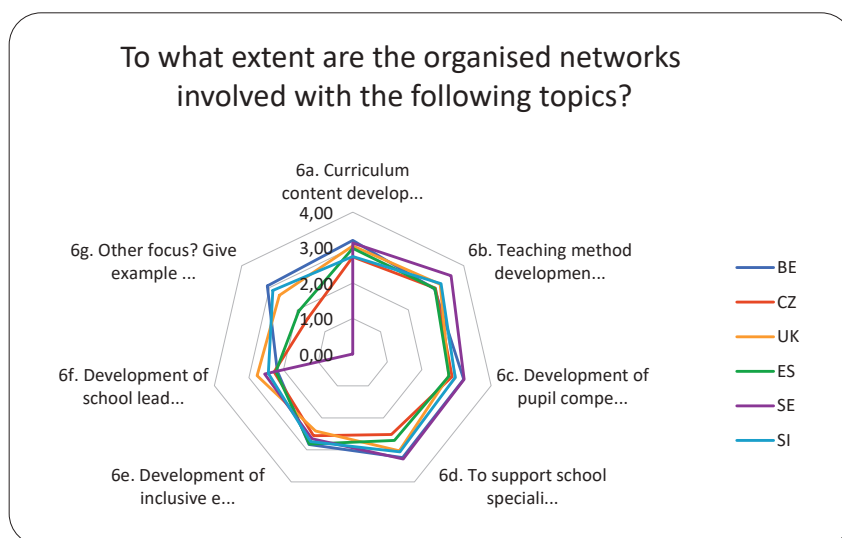 To what extent are the organised networks
involved with the following topics?
6a. Curriculum
content develop...
4,00
3,00
2,00
1,00
0,00
6b. Teaching method
developmen...
6c. Development of
pupil compe...
6d. To support school
speciali...
6e. Development of
inclusive e...
6f. Development of
school lead...
6g. Other focus? Give
example ...
BE
CZ
UK
ES
SE
SI